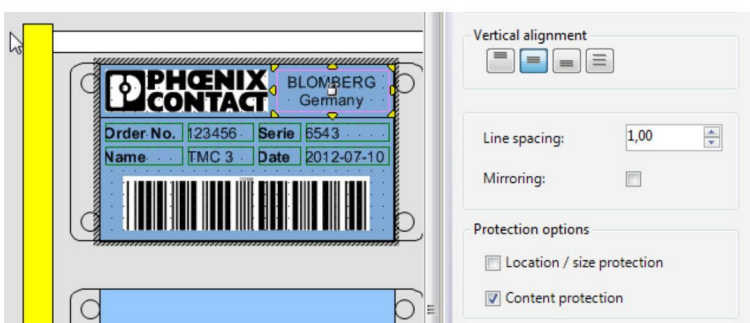 PHŒNIX
CONTACT
BLOMBERG
Germany
Order No. 123456 Serie 6543
Name TMC 3 Date 2012-07-10
Vertical alignment
Line spacing: 1,00
Mirroring:
Protection options
Location / size protection
Content protection